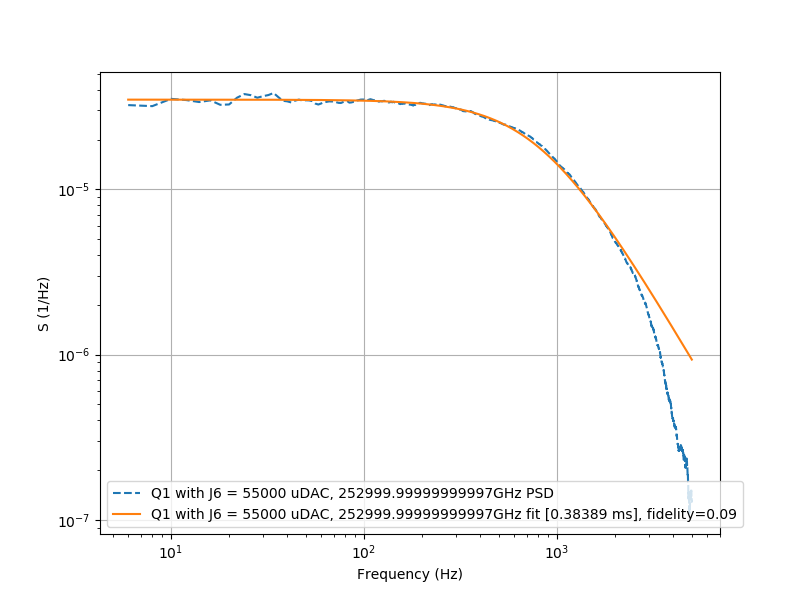 10⁻⁵
10⁻⁶
10⁻⁷
S (1/Hz)
Q1 with J6 = 55000 uDAC, 252999.99999999997GHz PSD
Q1 with J6 = 55000 uDAC, 252999.99999999997GHz fit [0.38389 ms], fidelity=0.09
10¹ 10² 10³
Frequency (Hz)